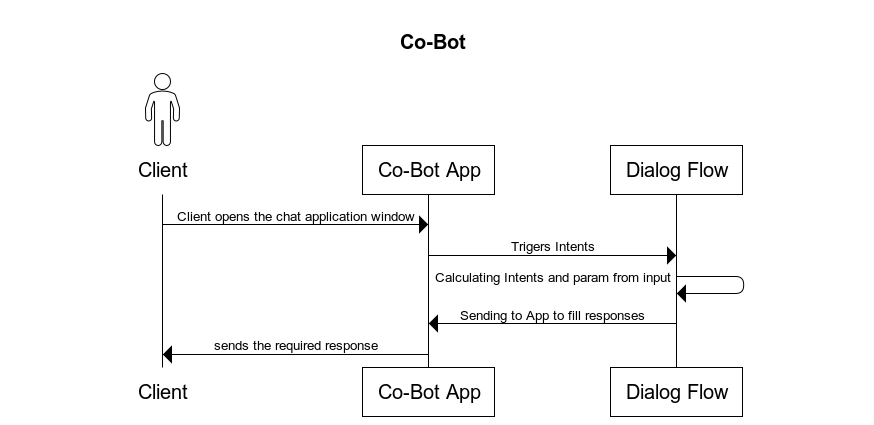 Co-Bot
Client
Co-Bot App
Dialog Flow
Client opens the chat application window
Trigers Intents
Calculating Intents and param from input
Sending to App to fill responses
sends the required response
Client
Co-Bot App
Dialog Flow